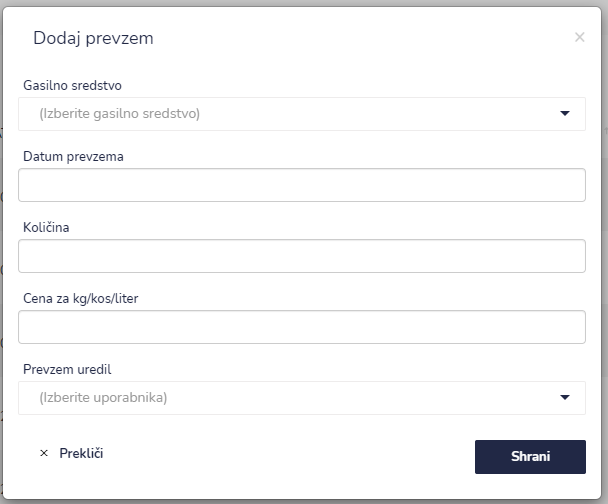 Dodaj prevzem
×
Gasilno sredstvo
(Izberite gasilno sredstvo)
Datum prevzema
Količina
Cena za kg/kos/liter
Prevzem uredil
(Izberite uporabnika)
× Prekliči
Shrani